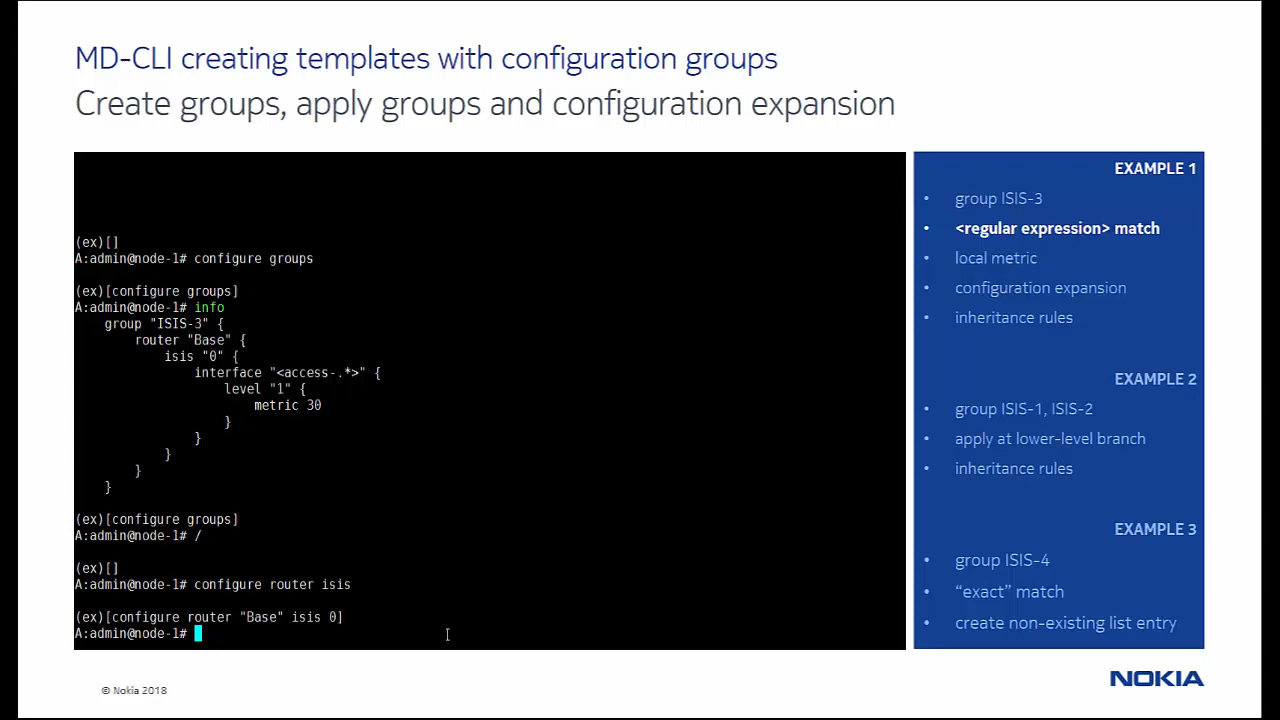 MD-CLI creating templates with configuration groups
Create groups, apply groups and configuration expansion
(ex)[]
A:admin@node-1# configure groups
(ex)[configure groups]
A:admin@node-1# info
    group "ISIS-3" {
        router "Base" {
            isis "0" {
                interface "<access-.*>" {
                    level "1" {
                        metric 30
                    }
                }
            }
        }
    }
(ex)[configure groups]
A:admin@node-1# /
(ex)[]
A:admin@node-1# configure router isis
(ex)[configure router "Base" isis 0]
A:admin@node-1#
EXAMPLE 1
• group ISIS-3
• <regular expression> match
• local metric
• configuration expansion
• inheritance rules
EXAMPLE 2
• group ISIS-1, ISIS-2
• apply at lower-level branch
• inheritance rules
EXAMPLE 3
• group ISIS-4
• “exact” match
• create non-existing list entry
© Nokia 2018
NOKIA